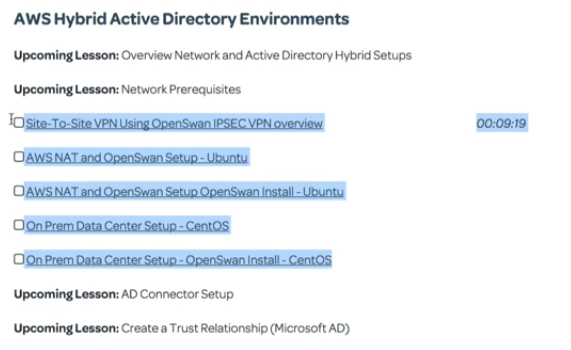 AWS Hybrid Active Directory Environments
Upcoming Lesson: Overview Network and Active Directory Hybrid Setups
Upcoming Lesson: Network Prerequisites
Site-To-Site VPN Using OpenSwan IPSEC VPN overview 00:09:19
AWS NAT and OpenSwan Setup - Ubuntu
AWS NAT and OpenSwan Setup OpenSwan Install - Ubuntu
On Prem Data Center Setup - CentOS
On Prem Data Center Setup - OpenSwan Install - CentOS
Upcoming Lesson: AD Connector Setup
Upcoming Lesson: Create a Trust Relationship (Microsoft AD)